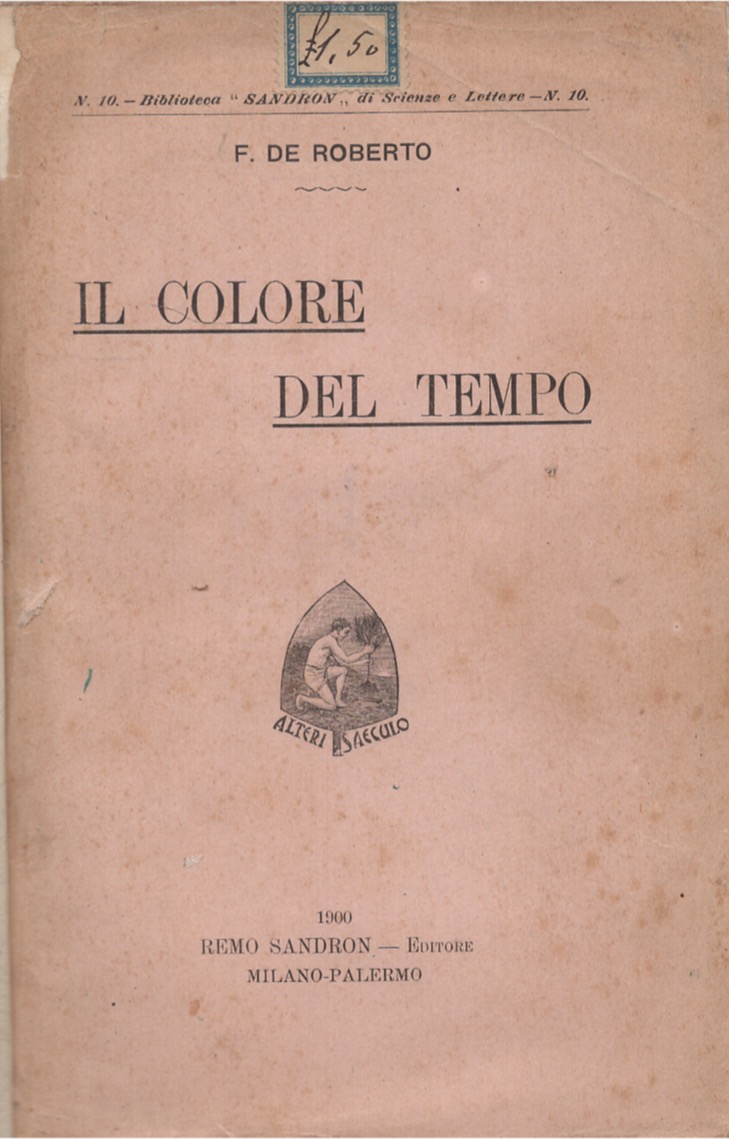 £1,50
N. 10. — Biblioteca “ SANDRON „ di Scienze e Lettere — N. 10.
F. DE ROBERTO
IL COLORE
DEL TEMPO
ALTERI SAECULO
1900
REMO SANDRON — EDITORE
MILANO-PALERMO